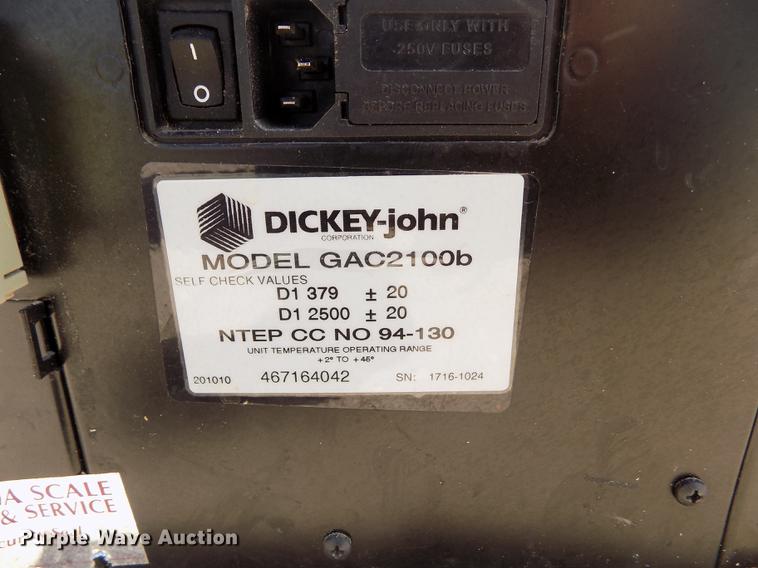 USE ONLY WITH
250V FUSES
DISCONNECT POWER
BEFORE REPLACING FUSES
I
O
DICKEY-john®
CORPORATION
MODEL GAC2100b
SELF CHECK VALUES
D1 379 ± 20
D1 2500 ± 20
NTEP CC NO 94-130
UNIT TEMPERATURE OPERATING RANGE
+2° TO +45°
201010 467164042 SN: 1716-1024
A SCALE
& SERVICE
Purple Wave Auction